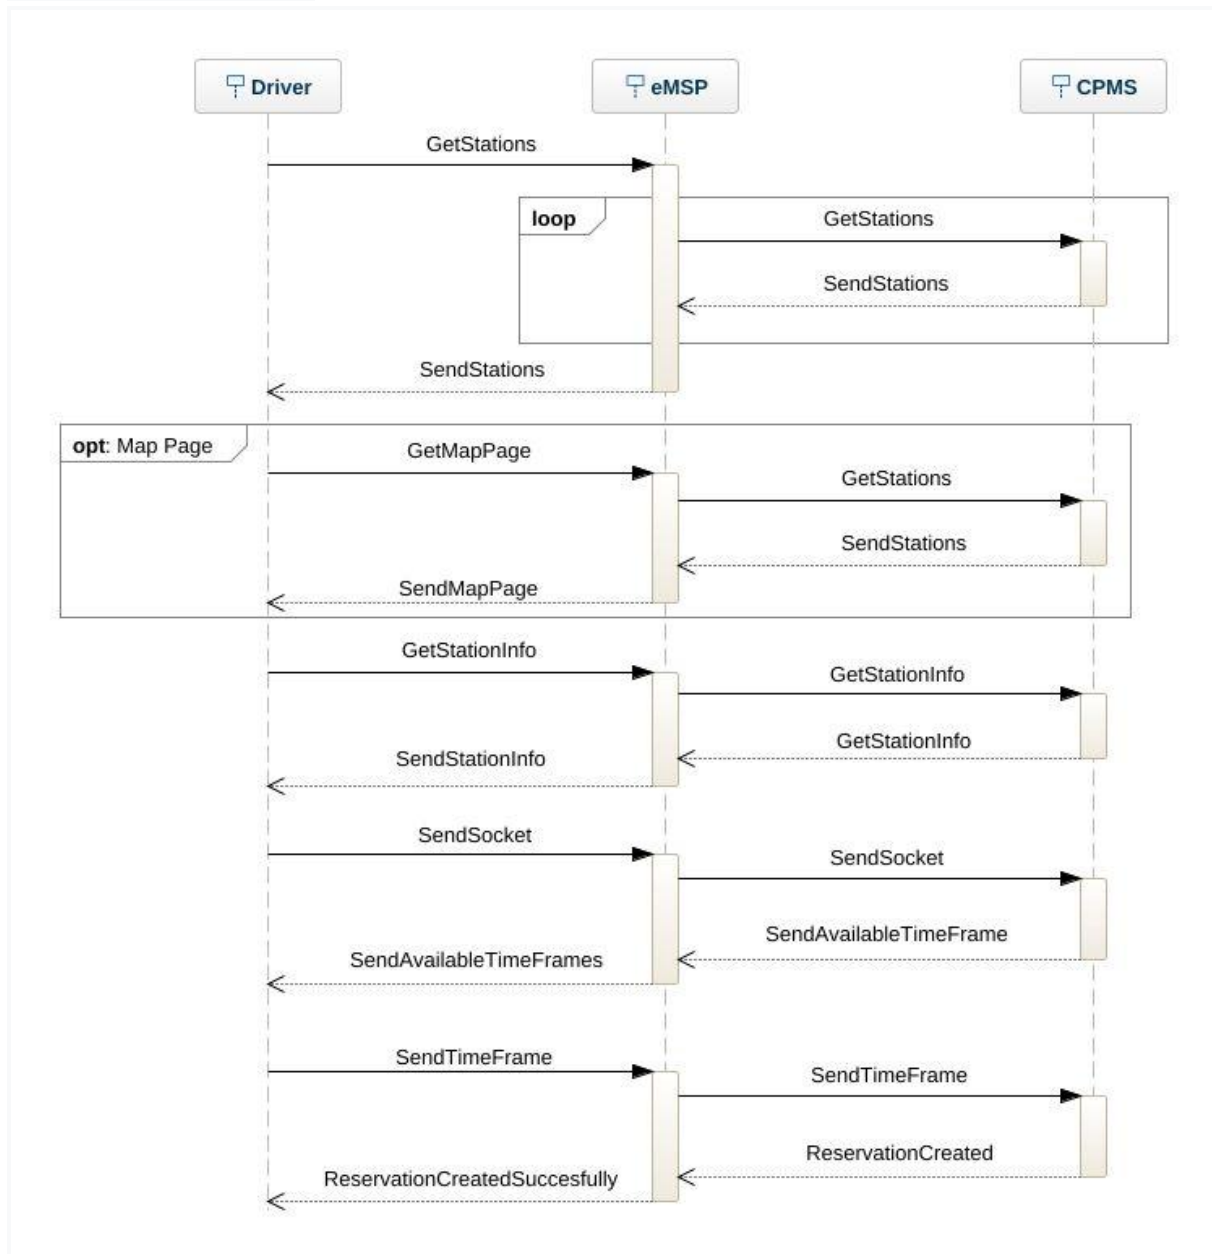 Driver
eMSP
CPMS
GetStations
loop
GetStations
SendStations
SendStations
opt: Map Page
GetMapPage
GetStations
SendStations
SendMapPage
GetStationInfo
GetStationInfo
GetStationInfo
SendStationInfo
SendSocket
SendSocket
SendAvailableTimeFrame
SendAvailableTimeFrames
SendTimeFrame
SendTimeFrame
ReservationCreated
ReservationCreatedSuccesfully